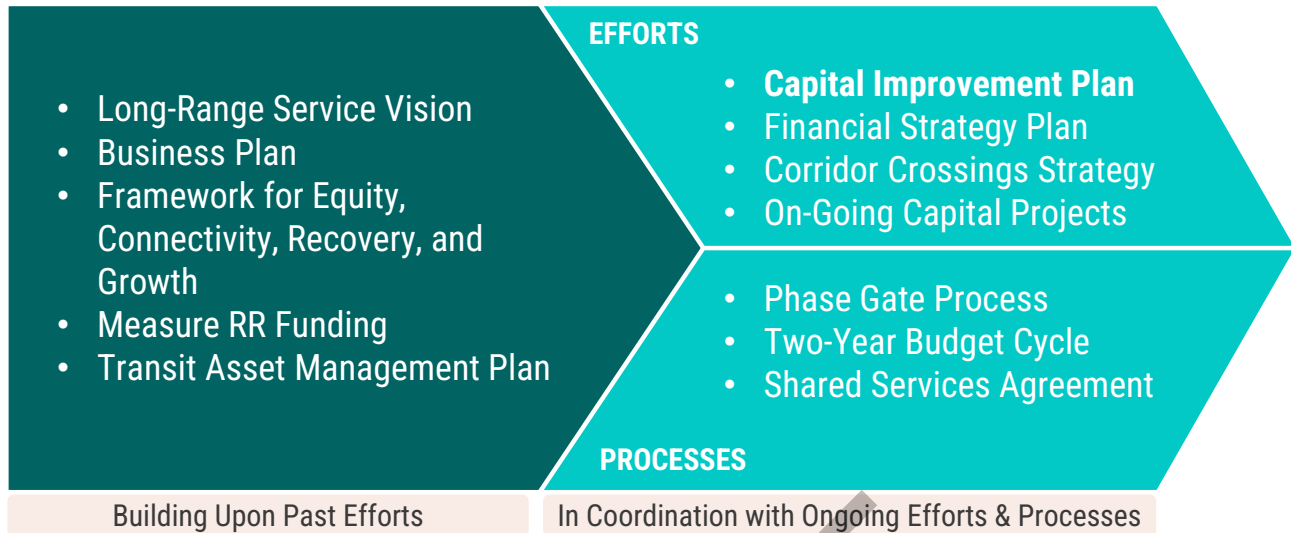 • Long-Range Service Vision
• Business Plan
• Framework for Equity,
Connectivity, Recovery, and
Growth
• Measure RR Funding
• Transit Asset Management Plan
EFFORTS
• Capital Improvement Plan
• Financial Strategy Plan
• Corridor Crossings Strategy
• On-Going Capital Projects
• Phase Gate Process
• Two-Year Budget Cycle
• Shared Services Agreement
PROCESSES
Building Upon Past Efforts
In Coordination with Ongoing Efforts & Processes